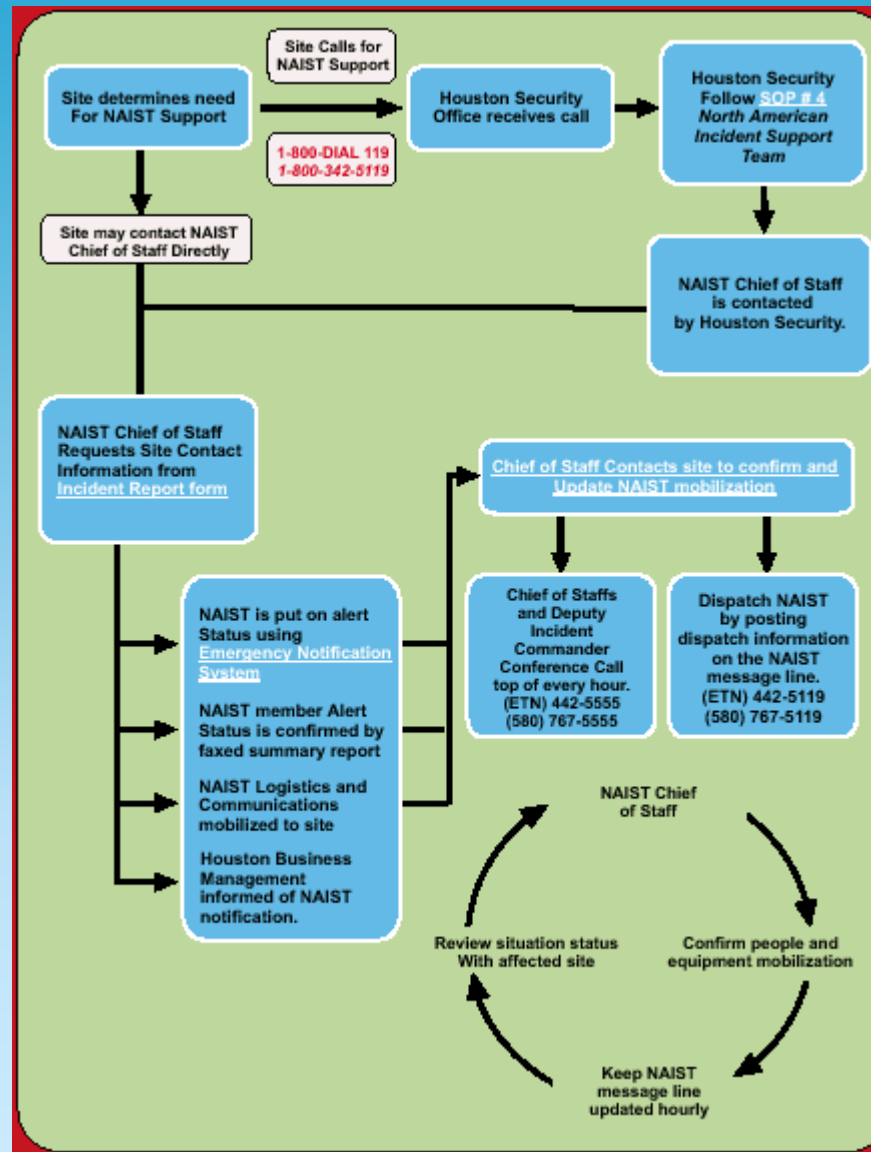 Site Calls for
NAIST Support
Site determines need
For NAIST Support
1-800-DIAL 119
1-800-342-5119
Houston Security
Office receives call
Houston Security
Follow SOP # 4
North American
Incident Support
Team
Site may contact NAIST
Chief of Staff Directly
NAIST Chief of Staff
is contacted
by Houston Security.
NAIST Chief of Staff
Requests Site Contact
Information from
Incident Report form
Chief of Staff Contacts site to confirm and
Update NAIST mobilization
NAIST is put on alert
Status using
Emergency Notification
System
NAIST member Alert
Status is confirmed by
faxed summary report
NAIST Logistics and
Communications
mobilized to site
Houston Business
Management
informed of NAIST
notification.
Chief of Staffs
and Deputy
Incident
Commander
Conference Call
top of every hour.
(ETN) 442-5555
(580) 767-5555
Dispatch NAIST
by posting
dispatch information
on the NAIST
message line.
(ETN) 442-5119
(580) 767-5119
NAIST Chief
of Staff
Confirm people and
equipment mobilization
Keep NAIST
message line
updated hourly
Review situation status
With affected site